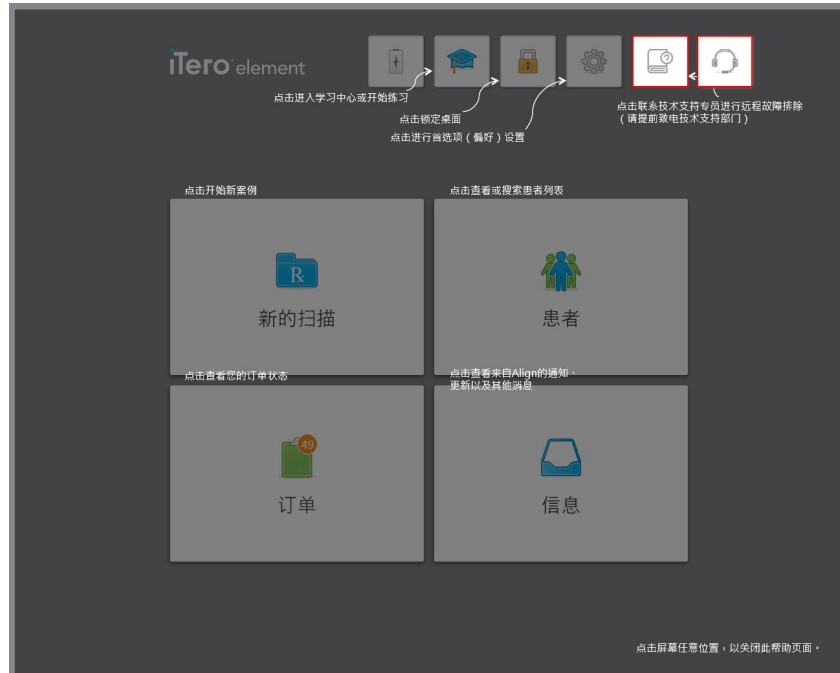 iTero element
点击进入学习中心或开始练习
点击锁定桌面
点击进行首选项（偏好）设置
点击联系技术支持专员进行远程故障排除
（请提前致电技术支持部门）
点击开始新案例
点击查看或搜索患者列表
R
新的扫描
患者
点击查看您的订单状态
点击查看来自Align的通知、
更新以及其他消息
49
订单
信息
点击屏幕任意位置，以关闭此帮助页面。